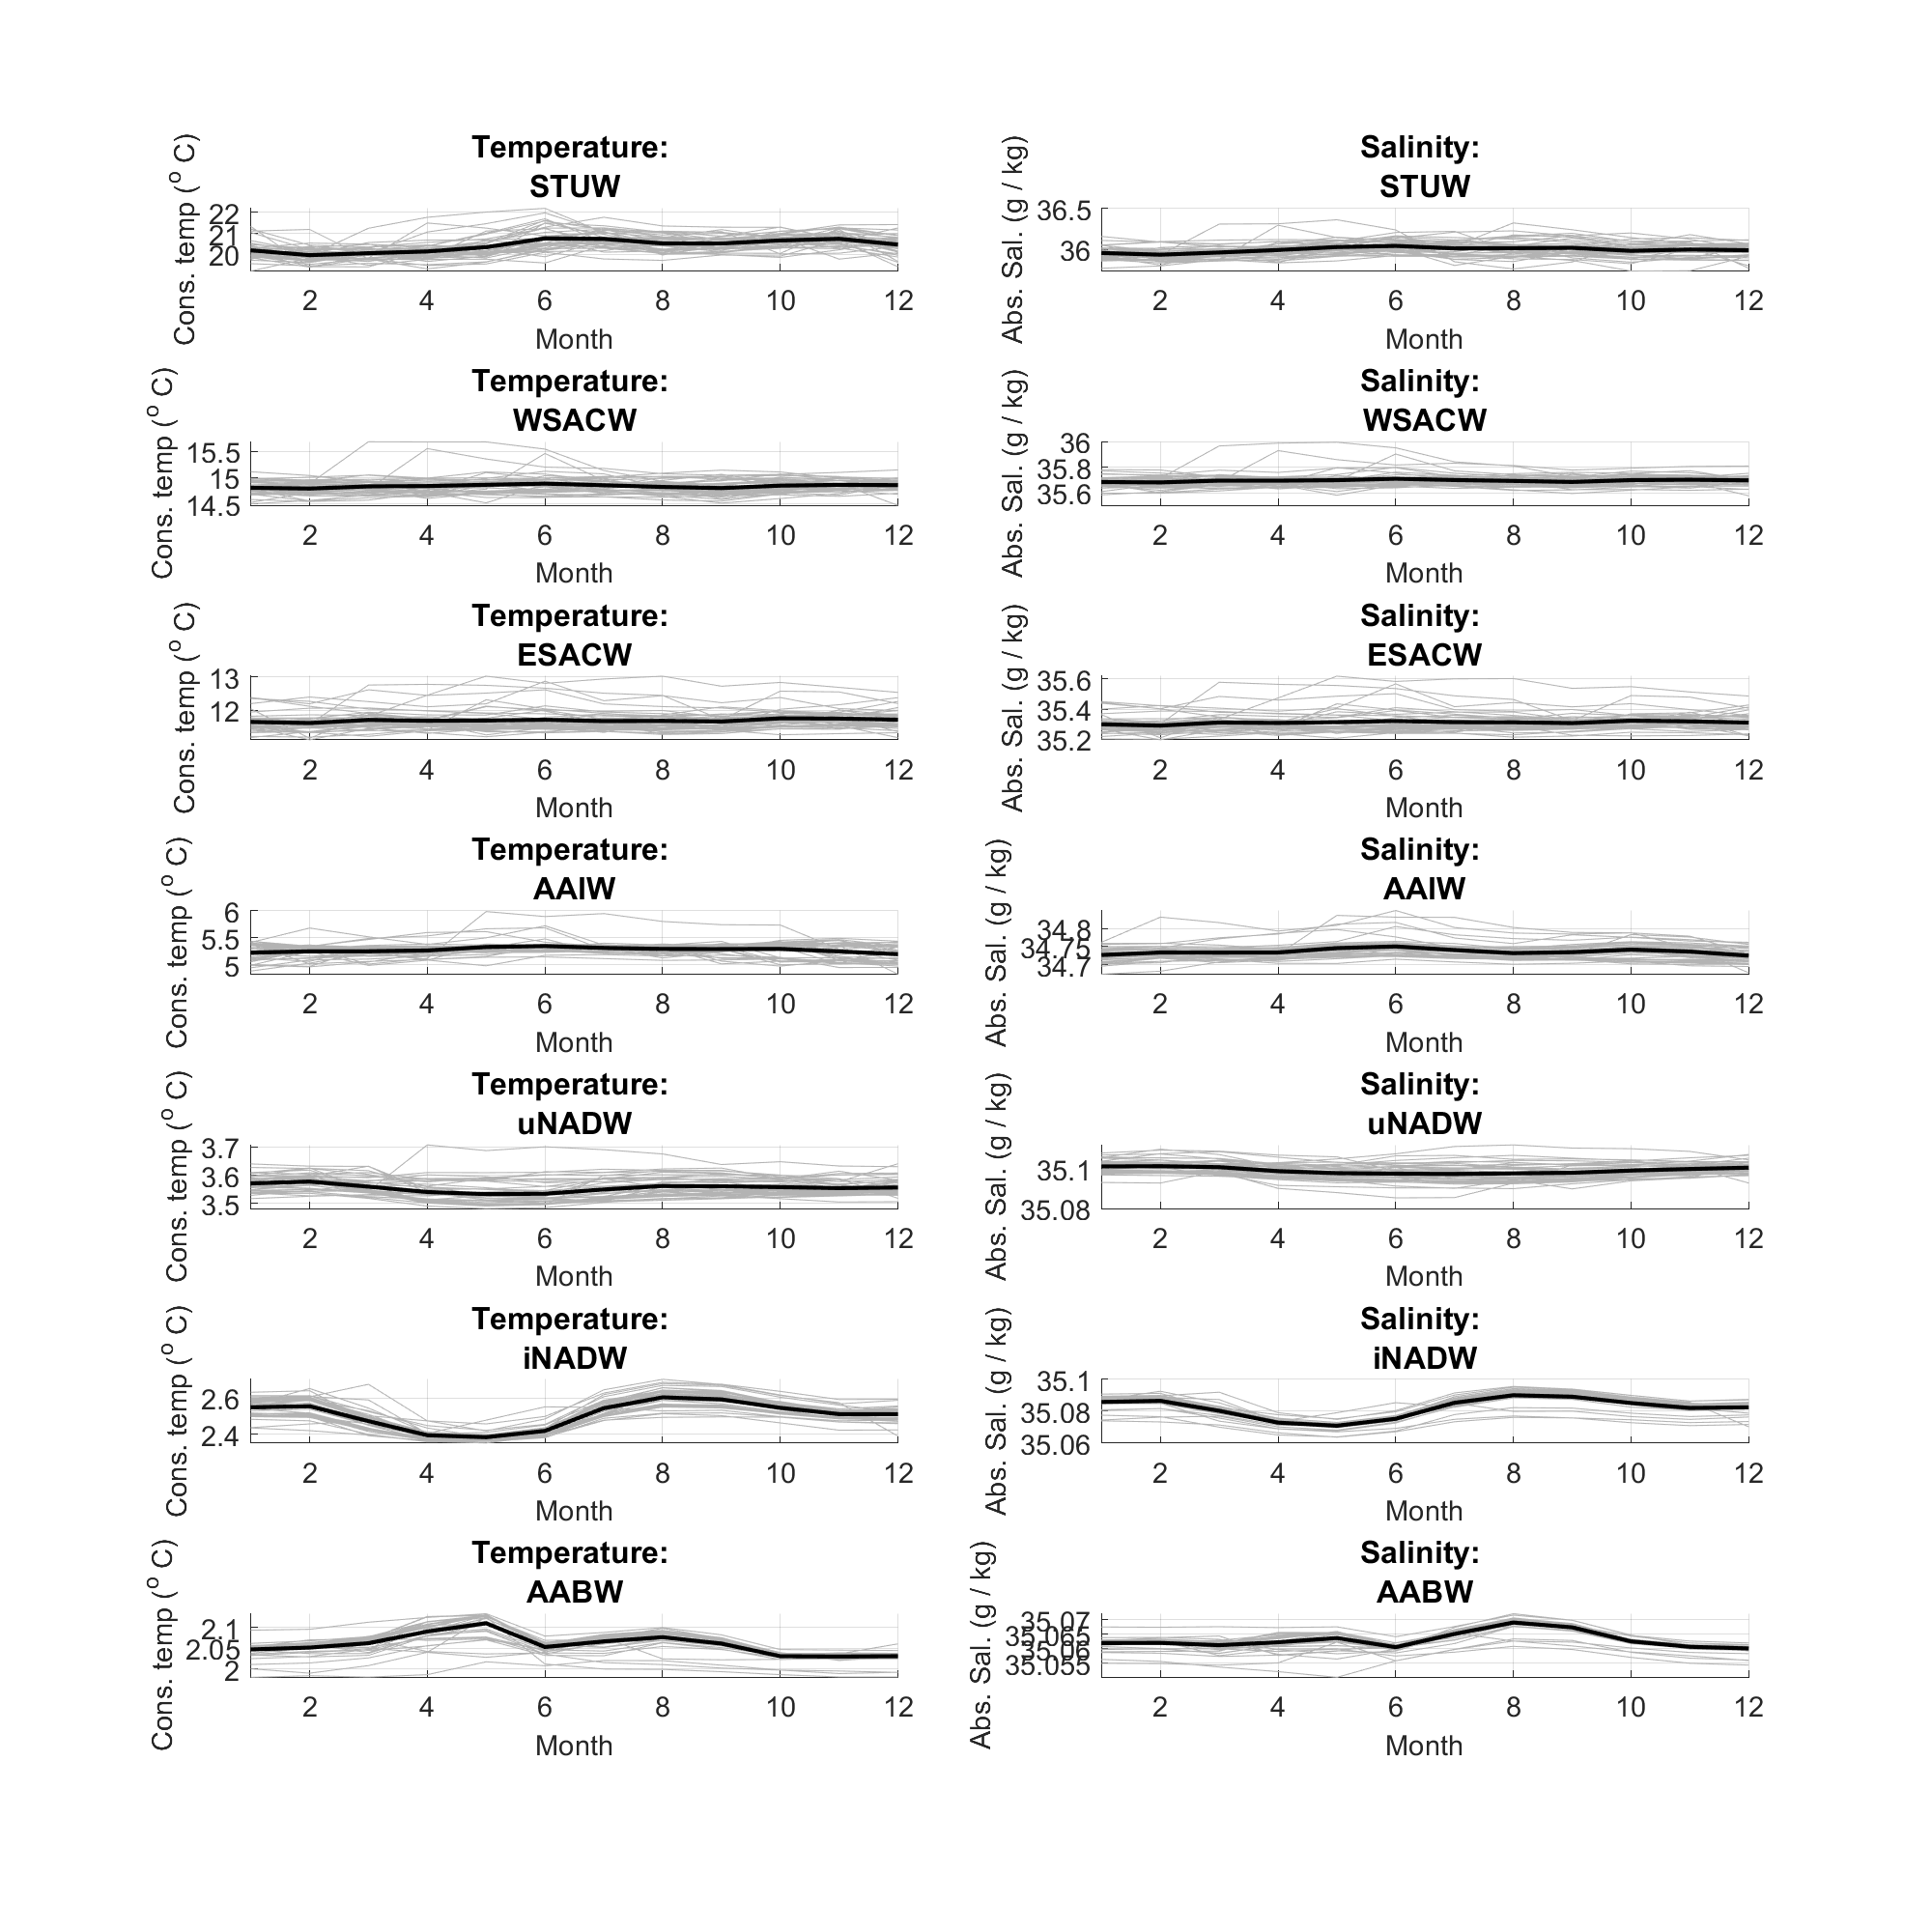 Temperature:
STUW
Cons. temp (° C)
22
21
20
2 4 6 8 10 12
Month
Salinity:
STUW
Abs. Sal. (g / kg)
36.5
36
2 4 6 8 10 12
Month
Temperature:
WSACW
Cons. temp (° C)
15.5
15
14.5
2 4 6 8 10 12
Month
Salinity:
WSACW
Abs. Sal. (g / kg)
36
35.8
35.6
2 4 6 8 10 12
Month
Temperature:
ESACW
Cons. temp (° C)
13
12
2 4 6 8 10 12
Month
Salinity:
ESACW
Abs. Sal. (g / kg)
35.6
35.4
35.2
2 4 6 8 10 12
Month
Temperature:
AAIW
Cons. temp (° C)
6
5.5
5
2 4 6 8 10 12
Month
Salinity:
AAIW
Abs. Sal. (g / kg)
34.8
34.75
34.7
2 4 6 8 10 12
Month
Temperature:
uNADW
Cons. temp (° C)
3.7
3.6
3.5
2 4 6 8 10 12
Month
Salinity:
uNADW
Abs. Sal. (g / kg)
35.1
35.08
2 4 6 8 10 12
Month
Temperature:
iNADW
Cons. temp (° C)
2.6
2.4
2 4 6 8 10 12
Month
Salinity:
iNADW
Abs. Sal. (g / kg)
35.1
35.08
35.06
2 4 6 8 10 12
Month
Temperature:
AABW
Cons. temp (° C)
2.1
2.05
2
2 4 6 8 10 12
Month
Salinity:
AABW
Abs. Sal. (g / kg)
35.07
35.065
35.06
35.055
2 4 6 8 10 12
Month